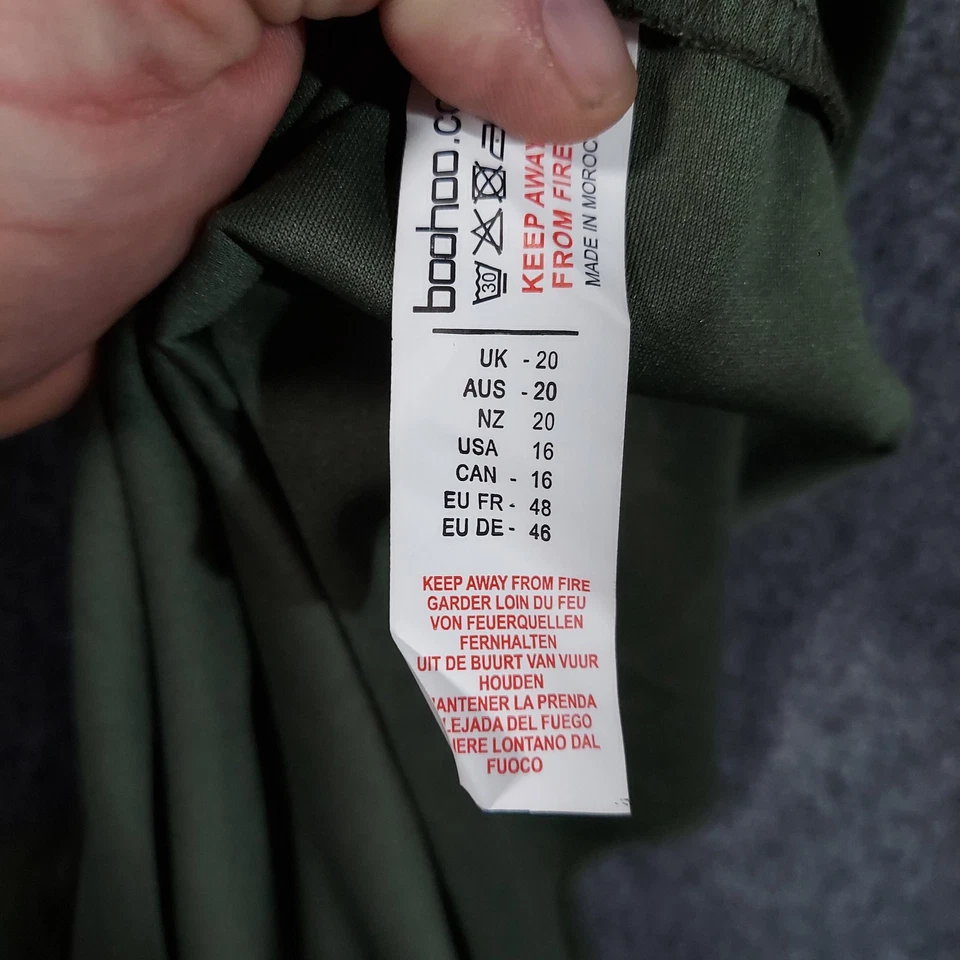 boohoo.co
30
KEEP AWAY
FROM FIRE
MADE IN MOROC
UK - 20
AUS - 20
NZ 20
USA 16
CAN - 16
EU FR - 48
EU DE - 46
KEEP AWAY FROM FIRE
GARDER LOIN DU FEU
VON FEUERQUELLEN
FERNHALTEN
UIT DE BUURT VAN VUUR
HOUDEN
ANTENER LA PRENDA
LEJADA DEL FUEGO
IERE LONTANO DAL
FUOCO